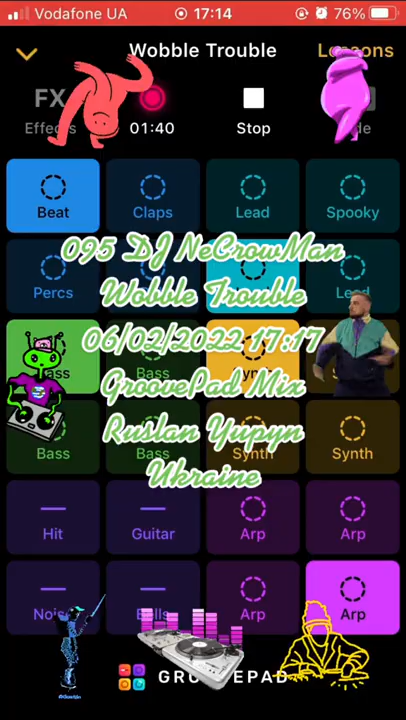 Vodafone UA 17:14 76%
Wobble Trouble Lessons
FX
Effects 01:40 Stop
Beat Claps Lead Spooky
095 DJ NeCrowMan
Percs Lead
Wobble Trouble
06/02/2022 17:17
Bass
GroovePad Mix
Ruslan Yupyn
Bass Bass Synth Synth
Ukraine
Hit Guitar Arp Arp
Arp Arp